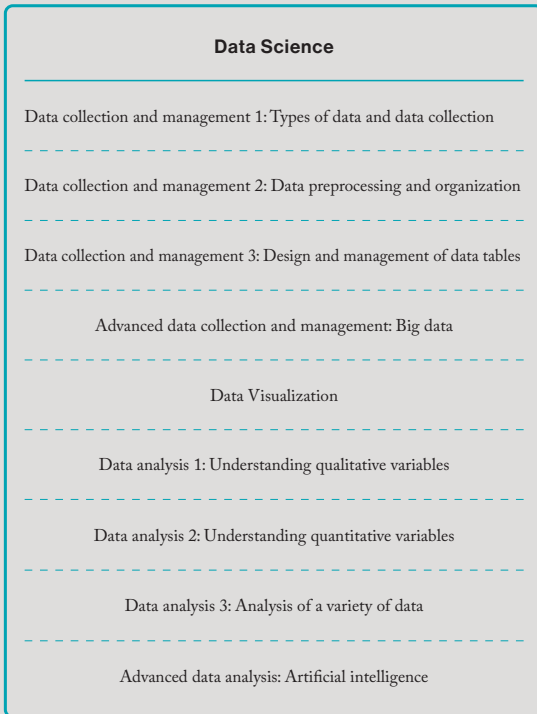 Data Science
Data collection and management 1: Types of data and data collection
Data collection and management 2: Data preprocessing and organization
Data collection and management 3: Design and management of data tables
Advanced data collection and management: Big data
Data Visualization
Data analysis 1: Understanding qualitative variables
Data analysis 2: Understanding quantitative variables
Data analysis 3: Analysis of a variety of data
Advanced data analysis: Artificial intelligence